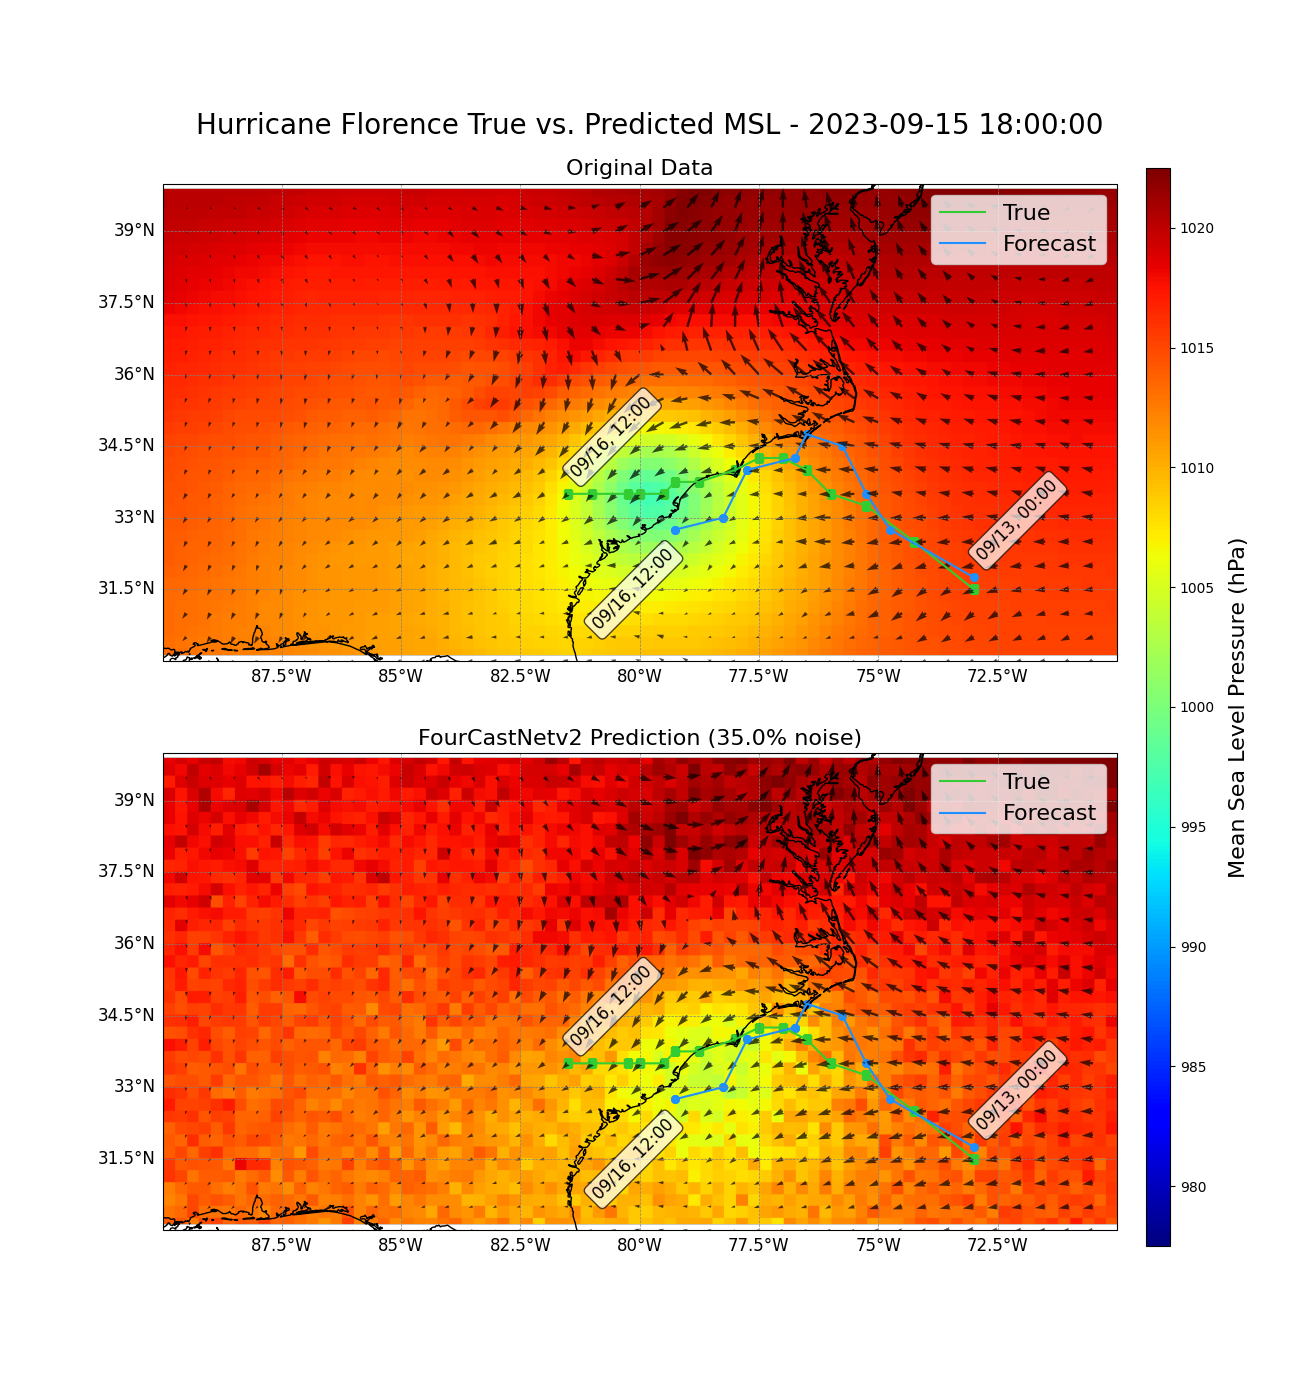 Hurricane Florence True vs. Predicted MSL - 2023-09-15 18:00:00
Original Data
True
Forecast
39°N
37.5°N
36°N
34.5°N
33°N
31.5°N
09/16, 12:00
09/13, 00:00
09/16, 12:00
87.5°W
85°W
82.5°W
80°W
77.5°W
75°W
72.5°W
FourCastNetv2 Prediction (35.0% noise)
True
Forecast
39°N
37.5°N
36°N
34.5°N
33°N
31.5°N
09/16, 12:00
09/13, 00:00
09/16, 12:00
87.5°W
85°W
82.5°W
80°W
77.5°W
75°W
72.5°W
1020
1015
1010
1005
1000
995
990
985
980
Mean Sea Level Pressure (hPa)